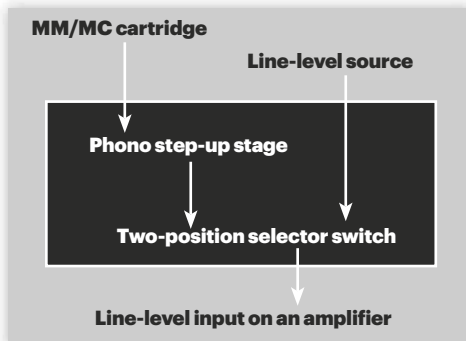 MM/MC cartridge
Line-level source
Phono step-up stage
Two-position selector switch
Line-level input on an amplifier